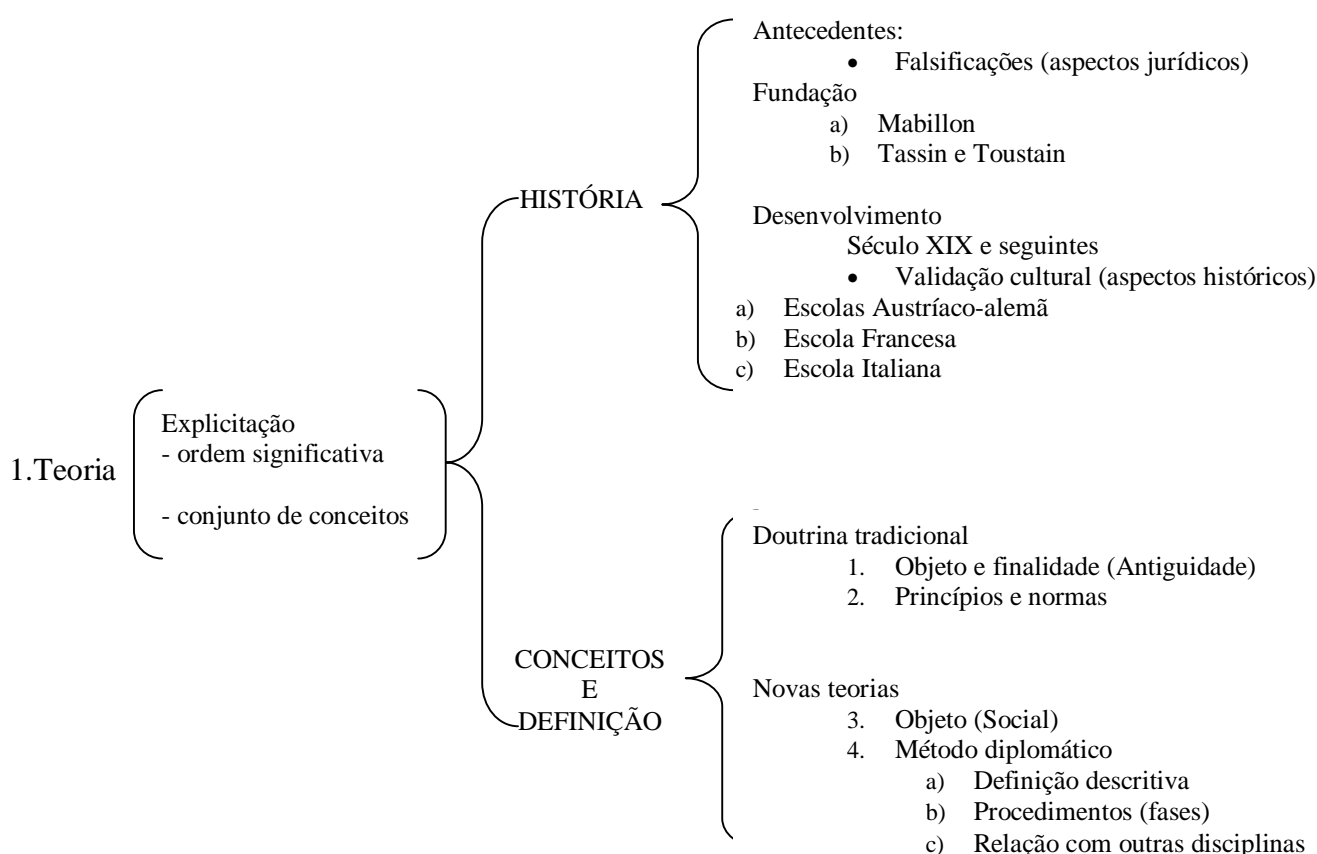 1.Teoria
Explicitação
- ordem significativa
- conjunto de conceitos
HISTÓRIA
Antecedentes:
• Falsificações (aspectos jurídicos)
Fundação
a) Mabillon
b) Tassin e Toustain
Desenvolvimento
Século XIX e seguintes
• Validação cultural (aspectos históricos)
a) Escolas Austríaco-alemã
b) Escola Francesa
c) Escola Italiana
CONCEITOS
E
DEFINIÇÃO
Doutrina tradicional
1. Objeto e finalidade (Antiguidade)
2. Princípios e normas
Novas teorias
3. Objeto (Social)
4. Método diplomático
a) Definição descritiva
b) Procedimentos (fases)
c) Relação com outras disciplinas